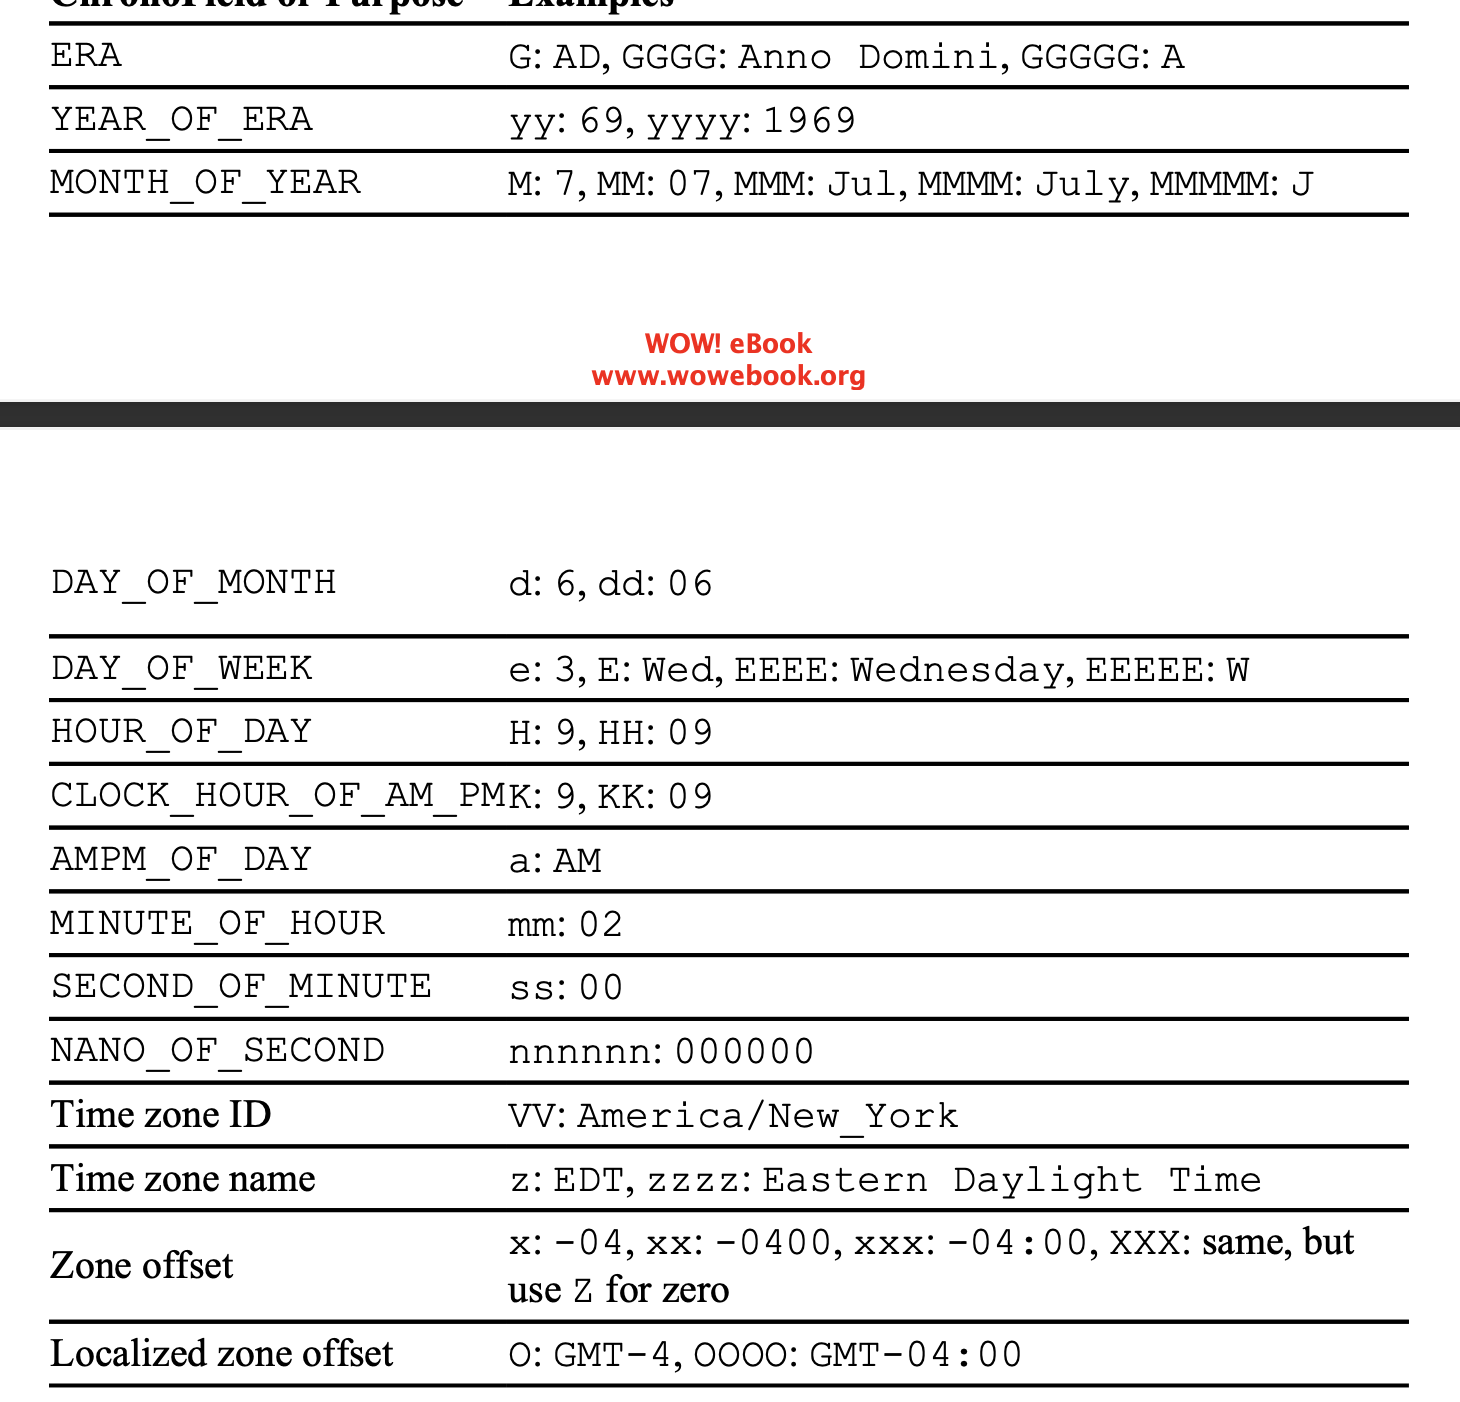 ChronoField or Purpose Examples
ERA G: AD, GGGG: Anno Domini, GGGGG: A
YEAR_OF_ERA yy: 69, yyyy: 1969
MONTH_OF_YEAR M: 7, MM: 07, MMM: Jul, MMMM: July, MMMMM: J
WOW! eBook
www.wowebook.org
DAY_OF_MONTH d: 6, dd: 06
DAY_OF_WEEK e: 3, E: Wed, EEEE: Wednesday, EEEEE: W
HOUR_OF_DAY H: 9, HH: 09
CLOCK_HOUR_OF_AM_PM K: 9, KK: 09
AMPM_OF_DAY a: AM
MINUTE_OF_HOUR mm: 02
SECOND_OF_MINUTE ss: 00
NANO_OF_SECOND nnnnnn: 000000
Time zone ID VV: America/New_York
Time zone name z: EDT, zzzz: Eastern Daylight Time
Zone offset x: -04, xx: -0400, xxx: -04:00, XXX: same, but
use Z for zero
Localized zone offset O: GMT-4, OOOO: GMT-04:00